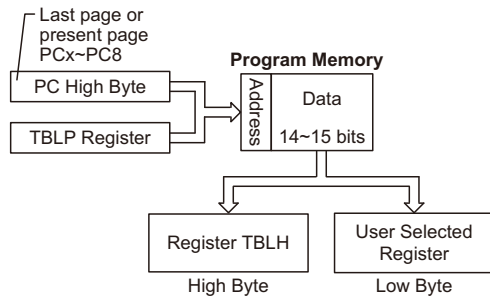 Last page or
present page
PCx~PC8
Program Memory
PC High Byte
TBLP Register
Address
Data
14~15 bits
Register TBLH
User Selected
Register
High Byte
Low Byte